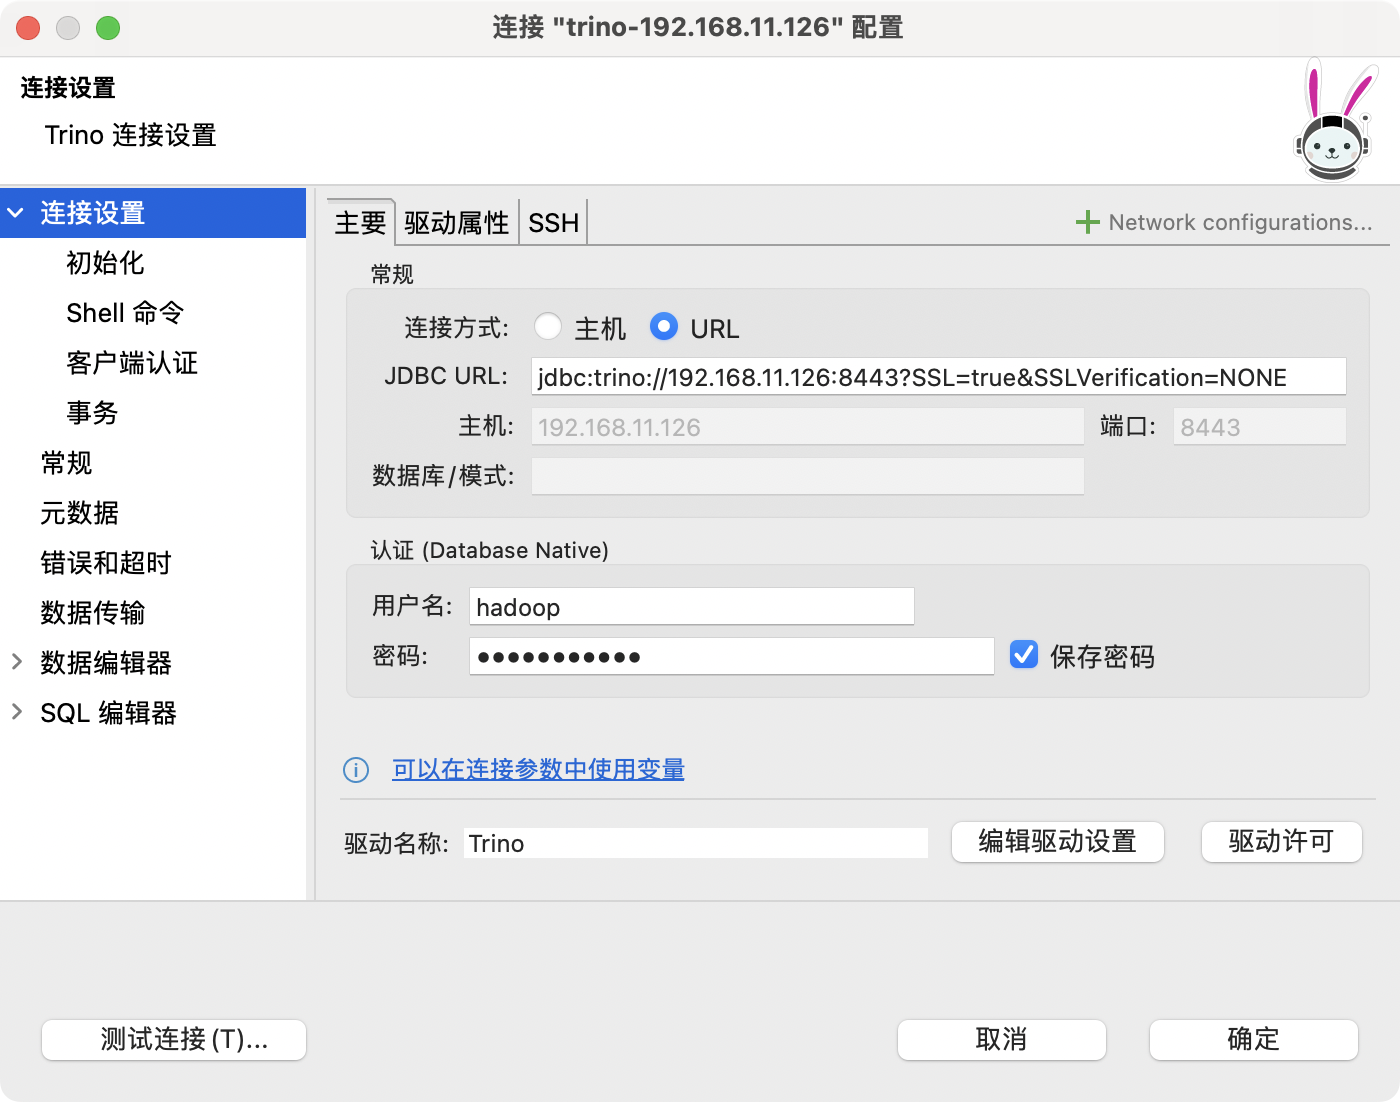 连接 "trino-192.168.11.126" 配置
连接设置
Trino 连接设置
连接设置
初始化
Shell 命令
客户端认证
事务
常规
元数据
错误和超时
数据传输
数据编辑器
SQL 编辑器
主要 驱动属性 SSH Network configurations...
常规
连接方式: 主机 URL
JDBC URL: jdbc:trino://192.168.11.126:8443?SSL=true&SSLVerification=NONE
主机: 192.168.11.126 端口: 8443
数据库/模式:
认证 (Database Native)
用户名: hadoop
密码: ●●●●●●●●●●● 保存密码
可以在连接参数中使用变量
驱动名称: Trino 编辑驱动设置 驱动许可
测试连接(T)... 取消 确定